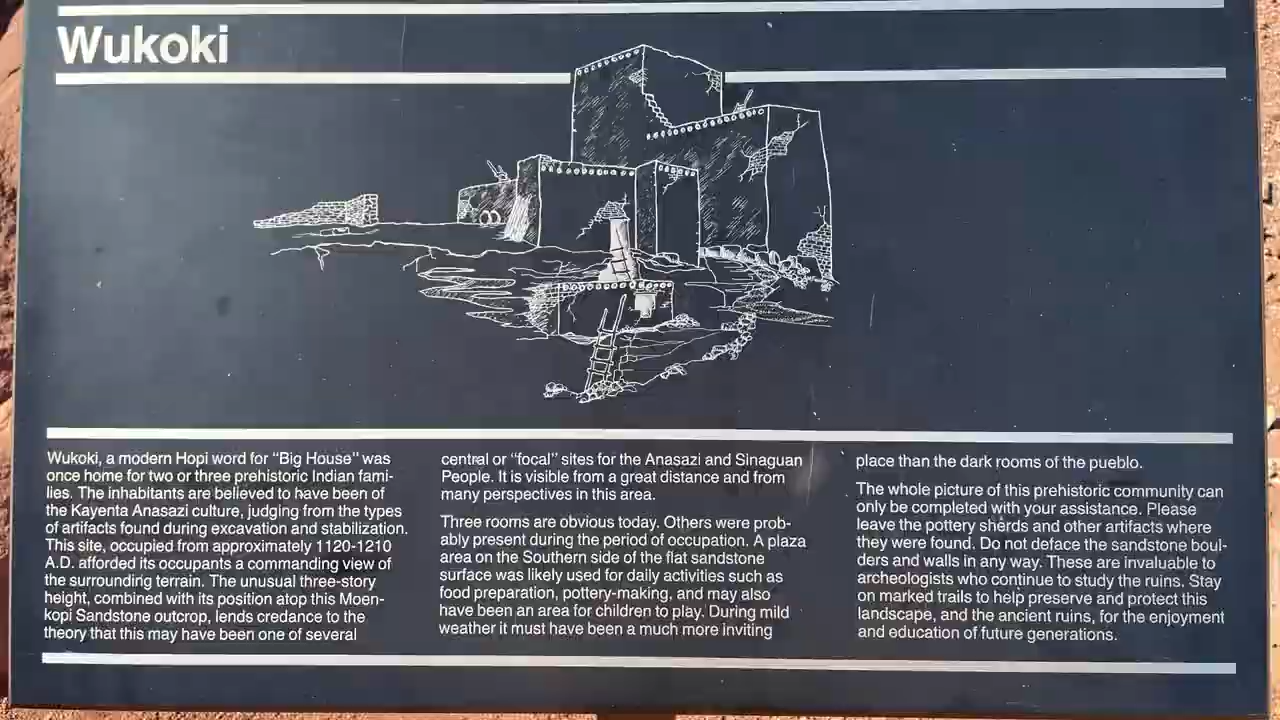 Wukoki
Wukoki, a modern Hopi word for "Big House" was
once home for two or three prehistoric Indian fami-
lies. The inhabitants are believed to have been of
the Kayenta Anasazi culture, judging from the types
of artifacts found during excavation and stabilization.
This site, occupied from approximately 1120-1210
A.D. afforded its occupants a commanding view of
the surrounding terrain. The unusual three-story
height, combined with its position atop this Moen-
kopi Sandstone outcrop, lends credance to the
theory that this may have been one of several
central or "focal" sites for the Anasazi and Sinaguan
People. It is visible from a great distance and from
many perspectives in this area.
Three rooms are obvious today. Others were prob-
ably present during the period of occupation. A plaza
area on the Southern side of the flat sandstone
surface was likely used for daily activities such as
food preparation, pottery-making, and may also
have been an area for children to play. During mild
weather it must have been a much more inviting
place than the dark rooms of the pueblo.
The whole picture of this prehistoric community can
only be completed with your assistance. Please
leave the pottery sherds and other artifacts where
they were found. Do not deface the sandstone boul-
ders and walls in any way. These are invaluable to
archeologists who continue to study the ruins. Stay
on marked trails to help preserve and protect this
landscape, and the ancient ruins, for the enjoyment
and education of future generations.